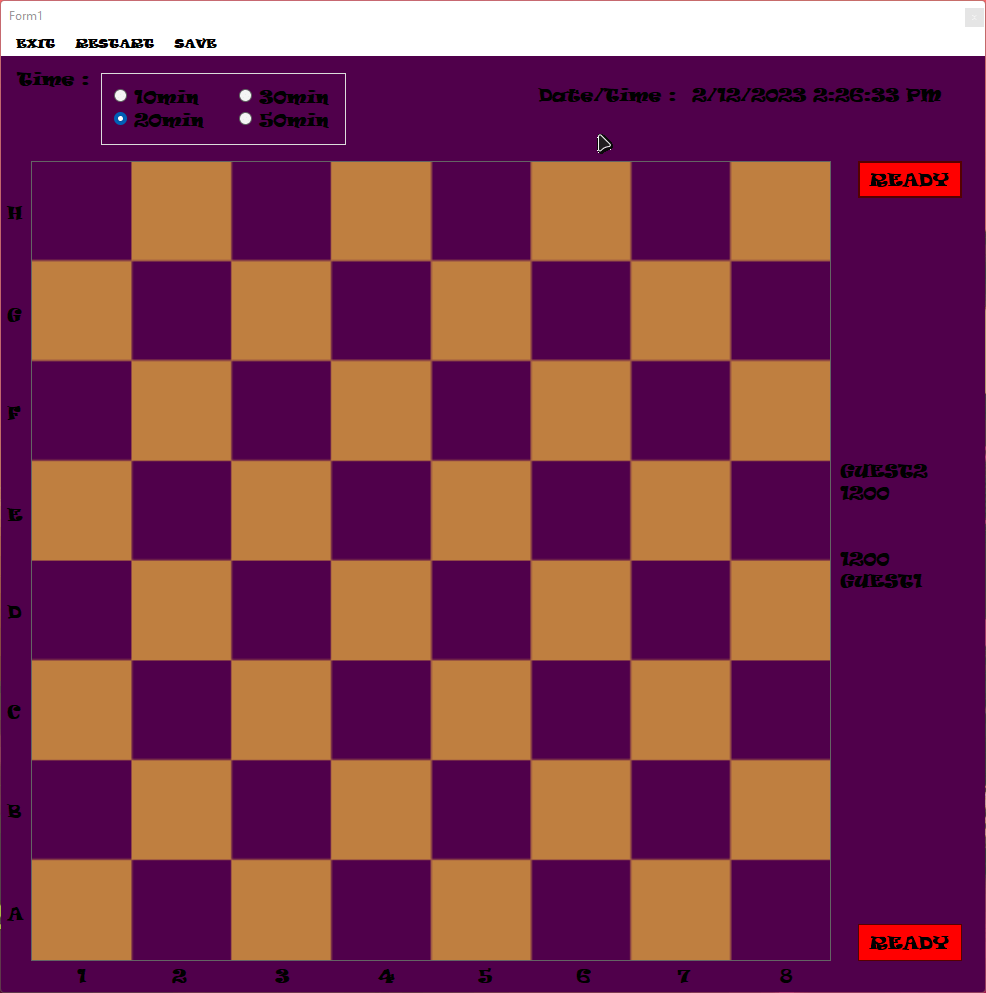 Form1
x
EXIT RESTART SAVE
Time :
10min 30min
20min 50min
Date/Time : 2/12/2023 2:26:33 PM
READY
H
G
F
E
GUEST2
1200
1200
GUEST1
D
C
B
A
READY
1 2 3 4 5 6 7 8